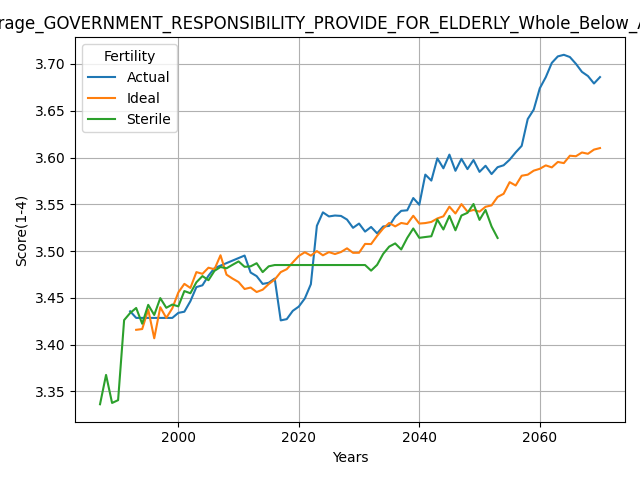 rage_GOVERNMENT_RESPONSIBILITY_PROVIDE_FOR_ELDERLY_Whole_Below_
Fertility
Actual
Ideal
Sterile
3.70
3.65
3.60
3.55
3.50
3.45
3.40
3.35
Score(1-4)
2000
2020
2040
2060
Years